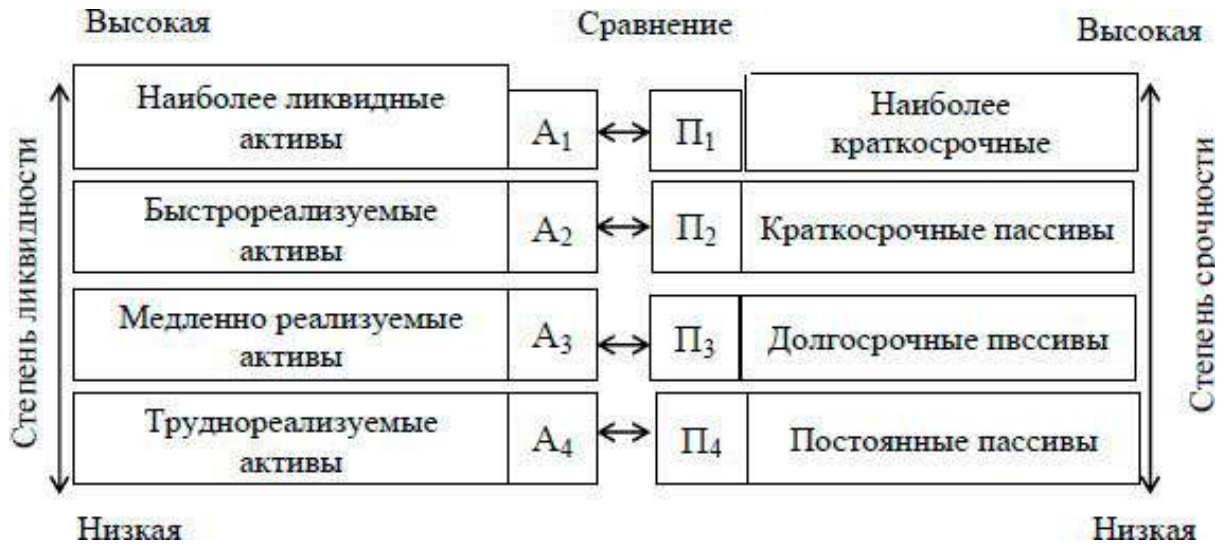 Высокая
Сравнение
Высокая
Степень ликвидности
Наиболее ликвидные
активы
А1
П1
Наиболее
краткосрочные
Быстрореализуемые
активы
А2
П2
Краткосрочные пассивы
Медленно реализуемые
активы
А3
П3
Долгосрочные пвссивы
Труднореализуемые
активы
А4
П4
Постоянные пассивы
Степень срочности
Низкая
Низкая